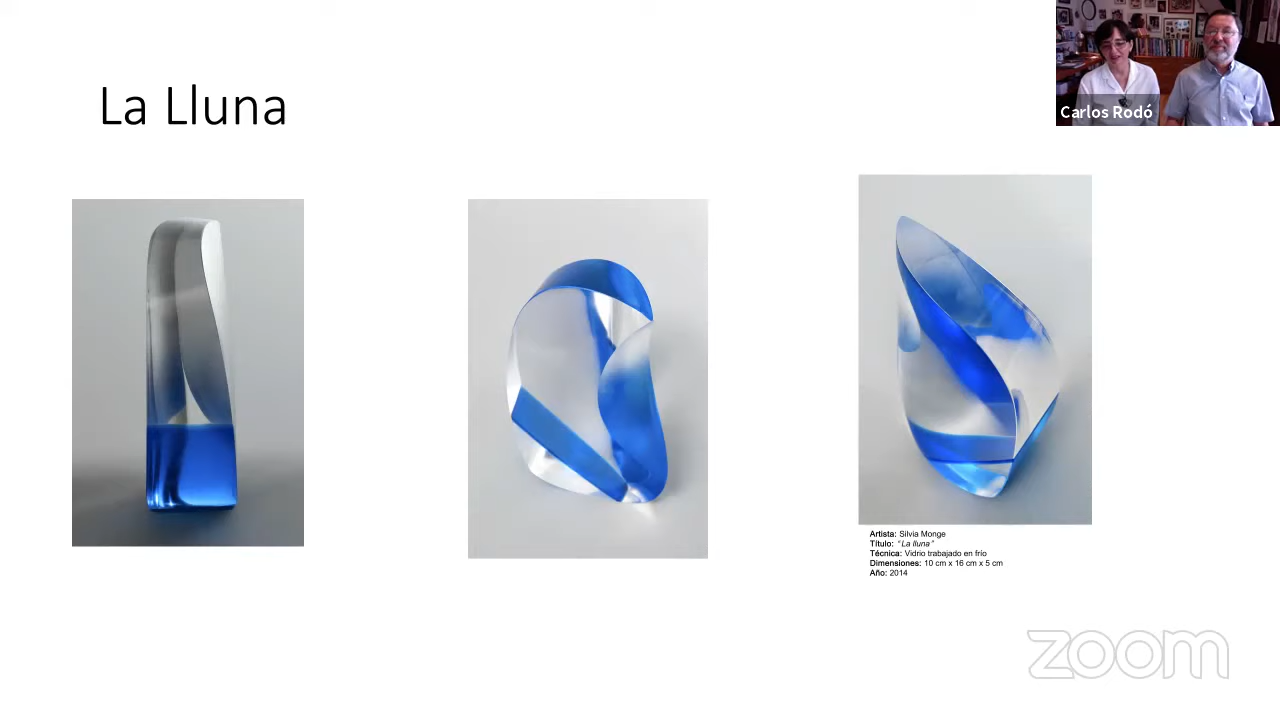 La Lluna
Carlos Rodó
Artista: Silvia Monge
Título: “La lluna”
Técnica: Vidrio trabajado en frío
Dimensiones: 10 cm x 16 cm x 5 cm
Año: 2014
zoom